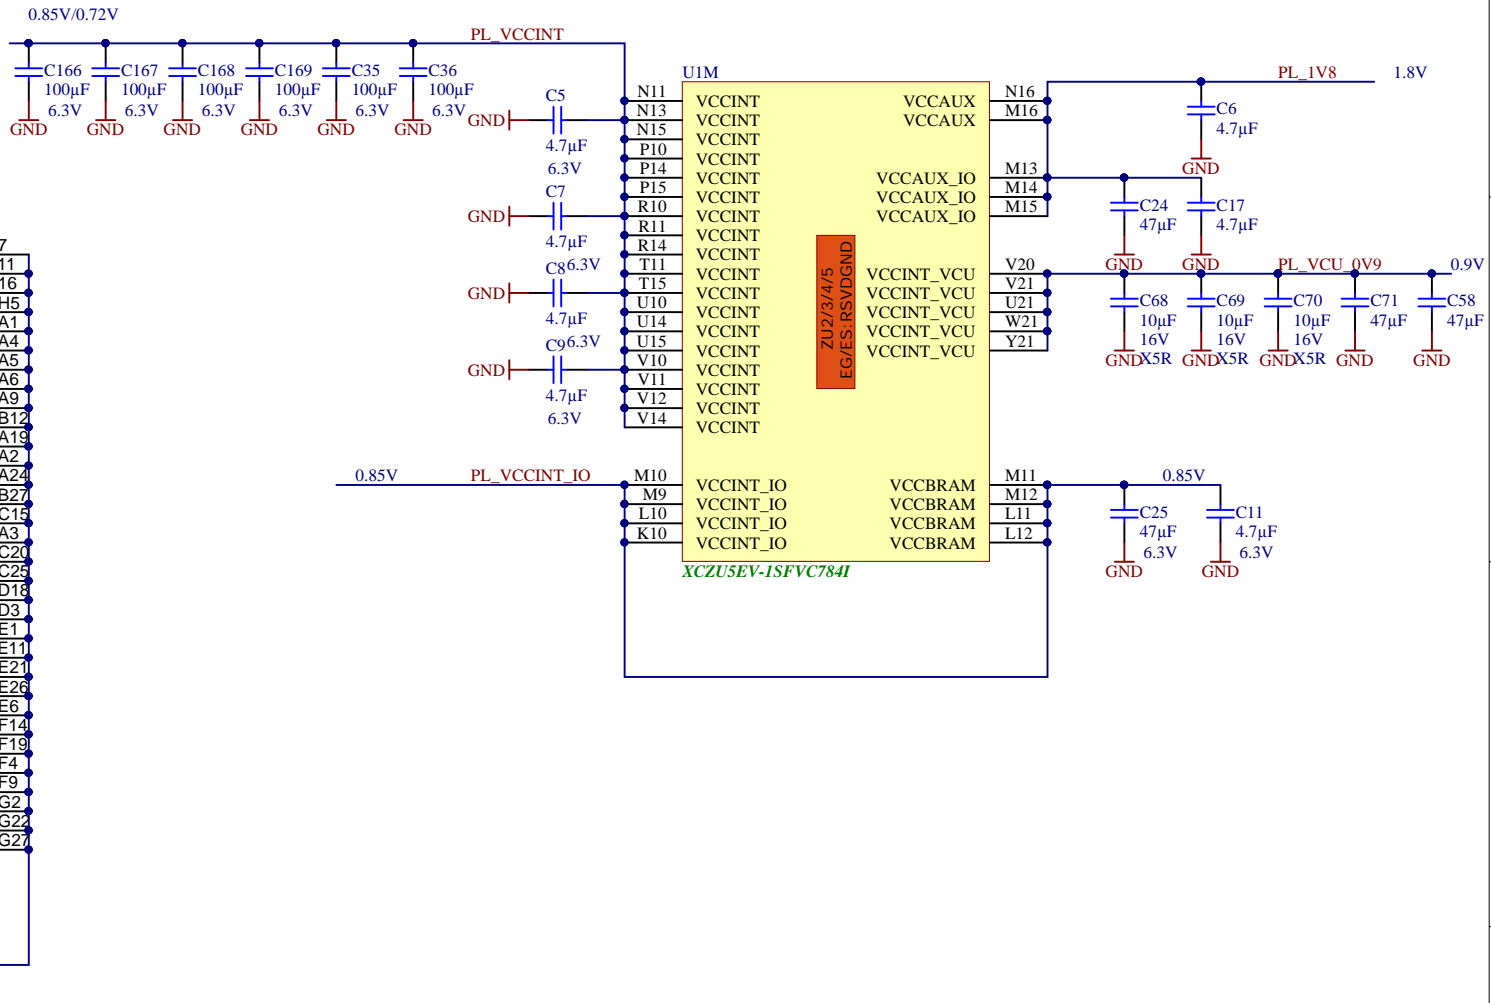 0.85V/0.72V
PL_VCCINT
C166
100µF
6.3V
GND
C167
100µF
6.3V
GND
C168
100µF
6.3V
GND
C169
100µF
6.3V
GND
C35
100µF
6.3V
GND
C36
100µF
6.3V
GND
GND
C5
4.7µF
6.3V
GND
C7
4.7µF
6.3V
GND
C8
4.7µF
6.3V
GND
C9
4.7µF
6.3V
U1M
N11 VCCINT
N13 VCCINT
N15 VCCINT
P10 VCCINT
P14 VCCINT
P15 VCCINT
R10 VCCINT
R11 VCCINT
R14 VCCINT
T11 VCCINT
T15 VCCINT
U10 VCCINT
U14 VCCINT
U15 VCCINT
V10 VCCINT
V11 VCCINT
V12 VCCINT
V14 VCCINT
0.85V
PL_VCCINT_IO
M10 VCCINT_IO
M9 VCCINT_IO
L10 VCCINT_IO
K10 VCCINT_IO
VCCAUX N16
VCCAUX M16
VCCAUX_IO M13
VCCAUX_IO M14
VCCAUX_IO M15
VCCINT_VCU V20
VCCINT_VCU V21
VCCINT_VCU U21
VCCINT_VCU W21
VCCINT_VCU Y21
VCCBRAM M11
VCCBRAM M12
VCCBRAM L11
VCCBRAM L12
ZU2/3/4/5
EG/ES:RSVDGND
XCZU5EV-1SFVC784I
PL_1V8
1.8V
C6
4.7µF
GND
C24
47µF
GND
C17
4.7µF
GND
PL_VCU_0V9
0.9V
C68
10µF
16V
X5R
GND
C69
10µF
16V
X5R
GND
C70
10µF
16V
X5R
GND
C71
47µF
GND
C58
47µF
GND
0.85V
C25
47µF
6.3V
GND
C11
4.7µF
6.3V
GND
7
11
16
H5
A1
A4
A5
A6
A9
B12
A19
A2
A24
B27
C15
A3
C20
C25
D18
D3
E1
E11
E21
E26
E6
F14
F19
F4
F9
G2
G22
G27